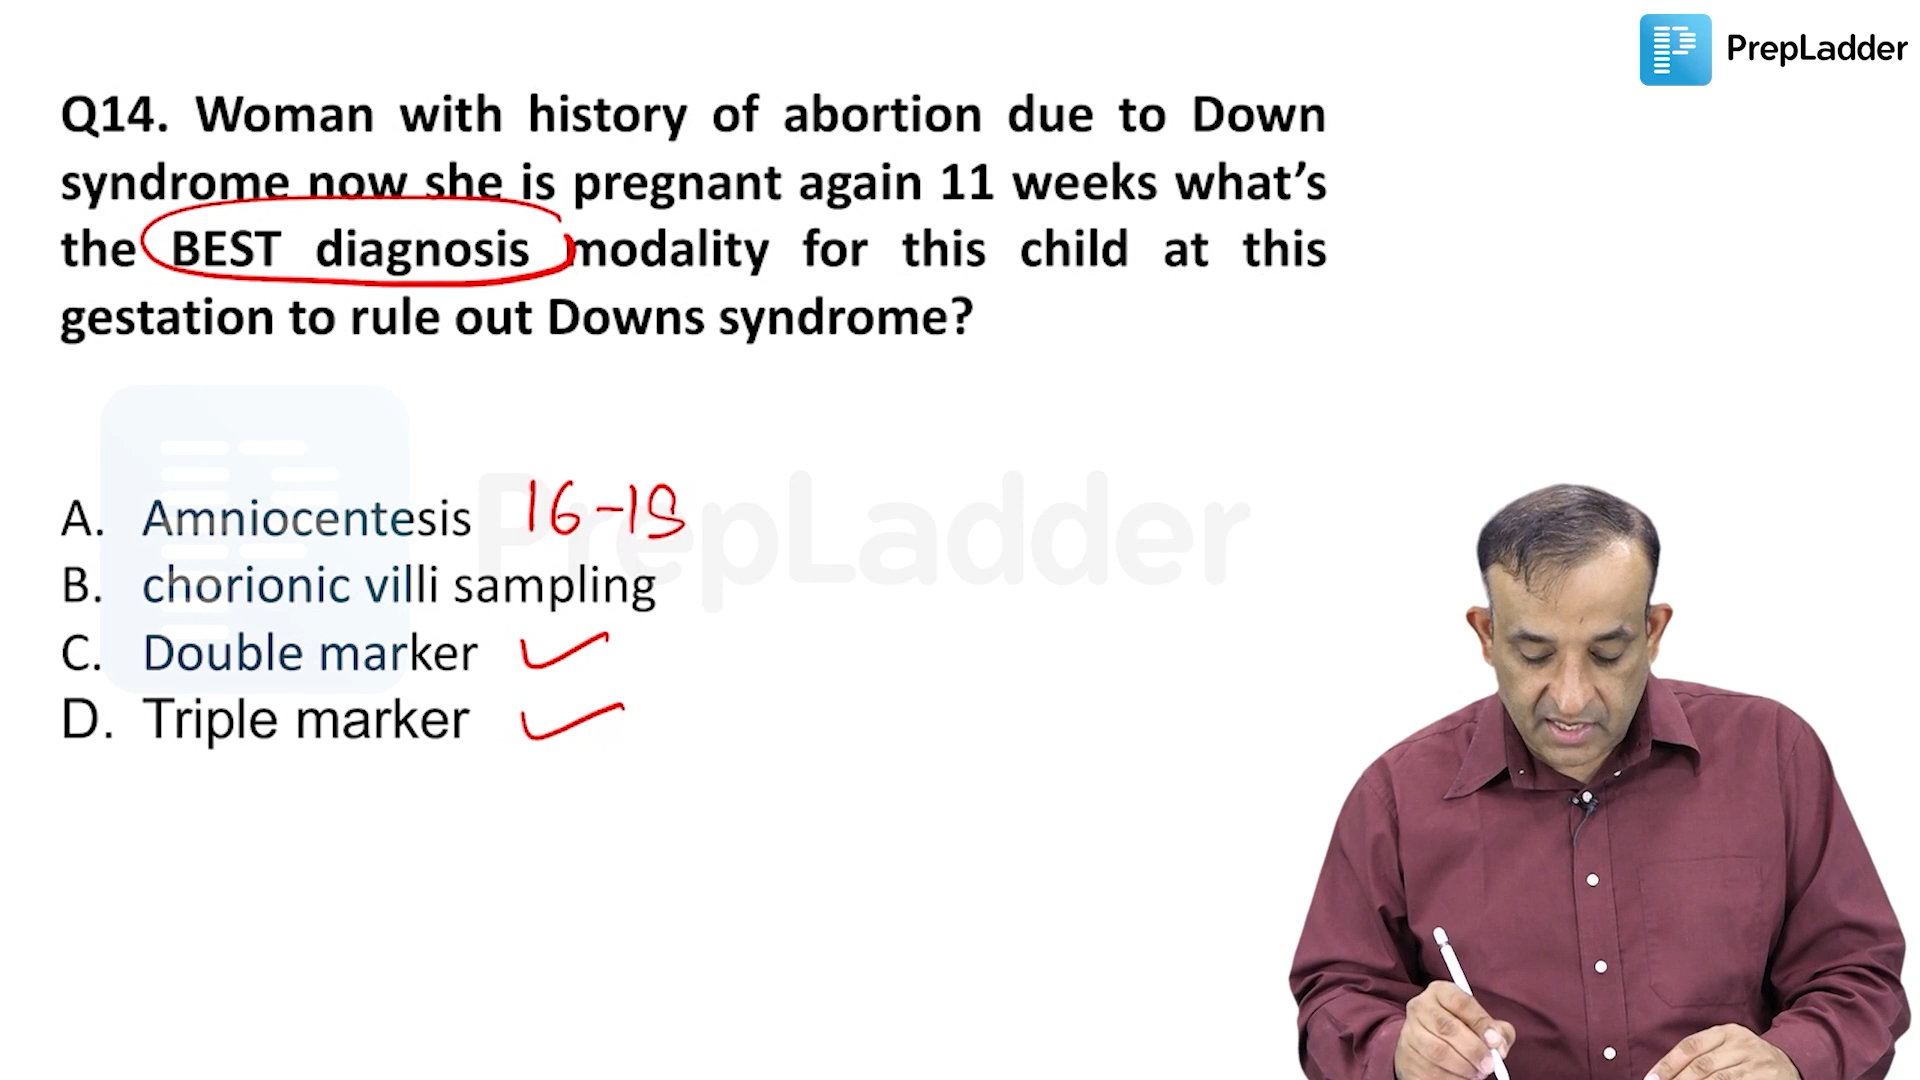 PrepLadder
Q14. Woman with history of abortion due to Down
syndrome now she is pregnant again 11 weeks what’s
the BEST diagnosis modality for this child at this
gestation to rule out Downs syndrome?
A. Amniocentesis 16-18
B. chorionic villi sampling
C. Double marker
D. Triple marker
PrepLadder